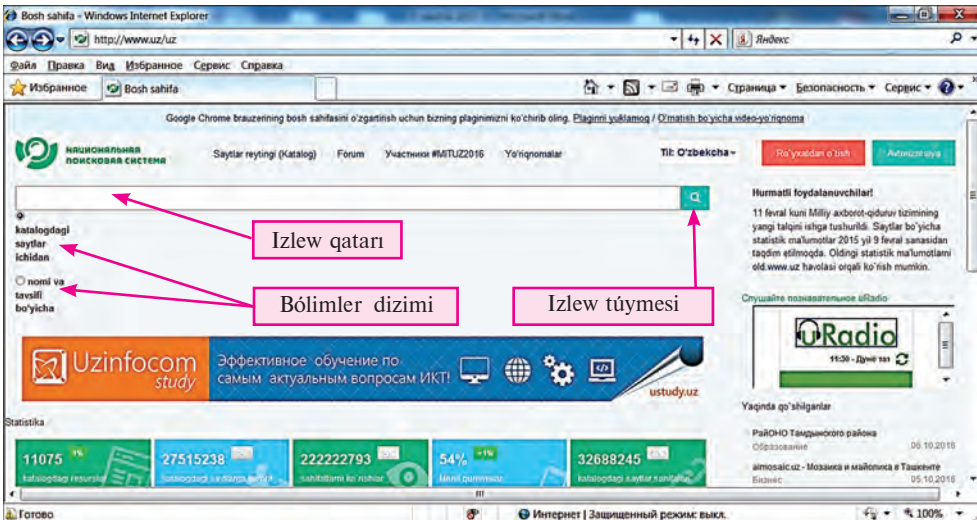 Bosh sahifa - Windows Internet Explorer
http://www.uz/uz
Яндекс
Файл Правка Вид Избранное Сервис Справка
Избранное Bosh sahifa Страница Безопасность Сервис
Google Chrome brauzerining bosh sahifasini o'zgartirish uchun bizning plaginimizni ko'chirib oling. Plaginni yuklamoq / O'rnatish bo'yicha video-yo'riqnoma
НАЦИОНАЛЬНАЯ
ПОИСКОВАЯ СИСТЕМА
Saytlar reytingi (Katalog) Forum Участники #MITUZ2016 Yo'riqnomalar Til: O'zbekcha Ro'yxatdan o'tish
katalogdagi
saytlar
ichidan
nomi va
tavsifi
bo'yicha
Izlew qatarı
Bólimler dizimi
Izlew túymesi
Hurmatli foydalanuvchilar!
11 fevral kuni Milliy axborot-qidiruv tizimining
yangi talqini ishga tushurildi. Saytlar bo'yicha
statistik ma'lumotlar 2015 yil 9 fevral sanasidan
taqdim etilmoqda. Oldingi statistik ma'lumotlarni
old.www.uz havolasi orqali ko'rish mumkin.
Слушайте познавательное uRadio
uRadio
11:30 - Дунё тат
Uzinfocom
study
Эффективное обучение по
самым актуальным вопросам ИКТ!
ustudy.uz
Yaqinda qo'shilganlar
РайОНО Тамдынского района
Образование 06.10.2016
aimosaic.uz - Мозаика и майолика в Ташкенте
Бизнес 05.10.2016
Statistika
11075
katalogdagi resurslar
27515238
222222793
54%
32688245
Готово
Интернет | Защищенный режим: выкл.
100%